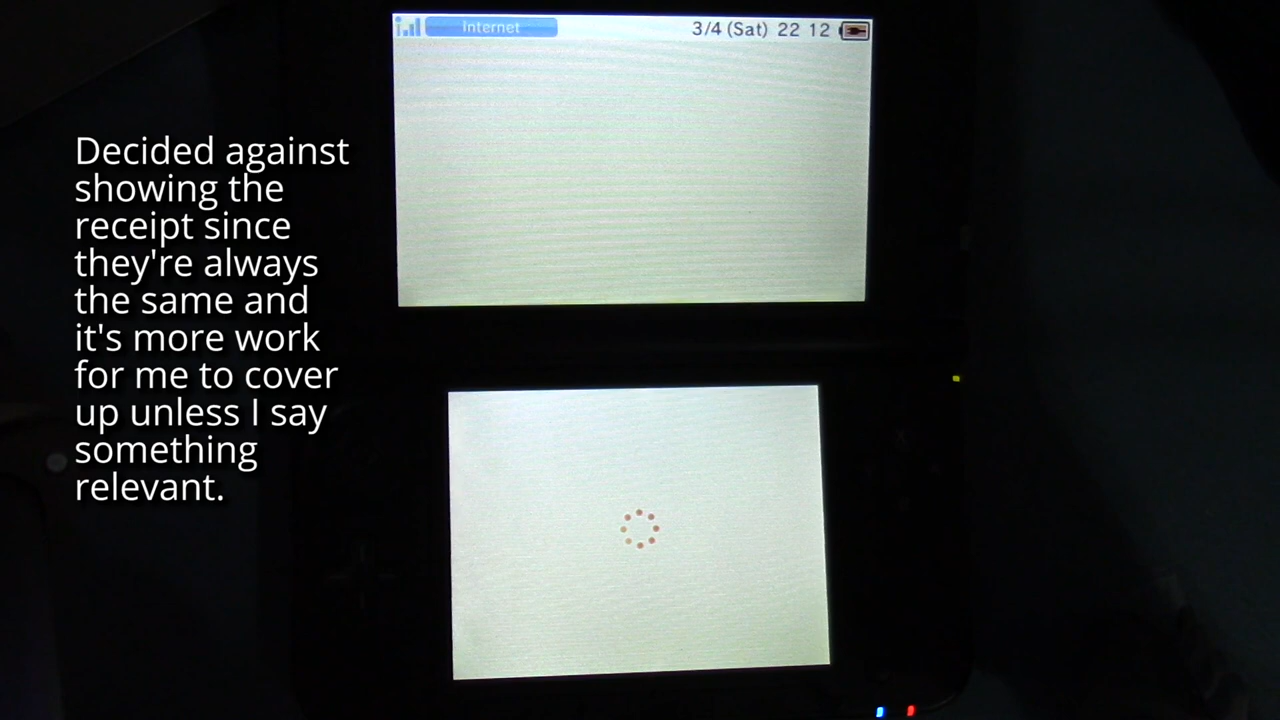 Internet
3/4 (Sat) 22 12
Decided against
showing the
receipt since
they're always
the same and
it's more work
for me to cover
up unless I say
something
relevant.